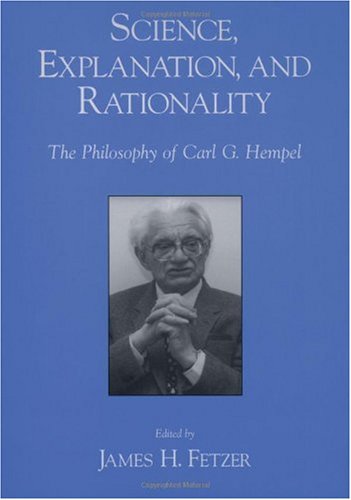 SCIENCE,
EXPLANATION, AND
RATIONALITY
The Philosophy of Carl G. Hempel
Edited by
JAMES H. FETZER